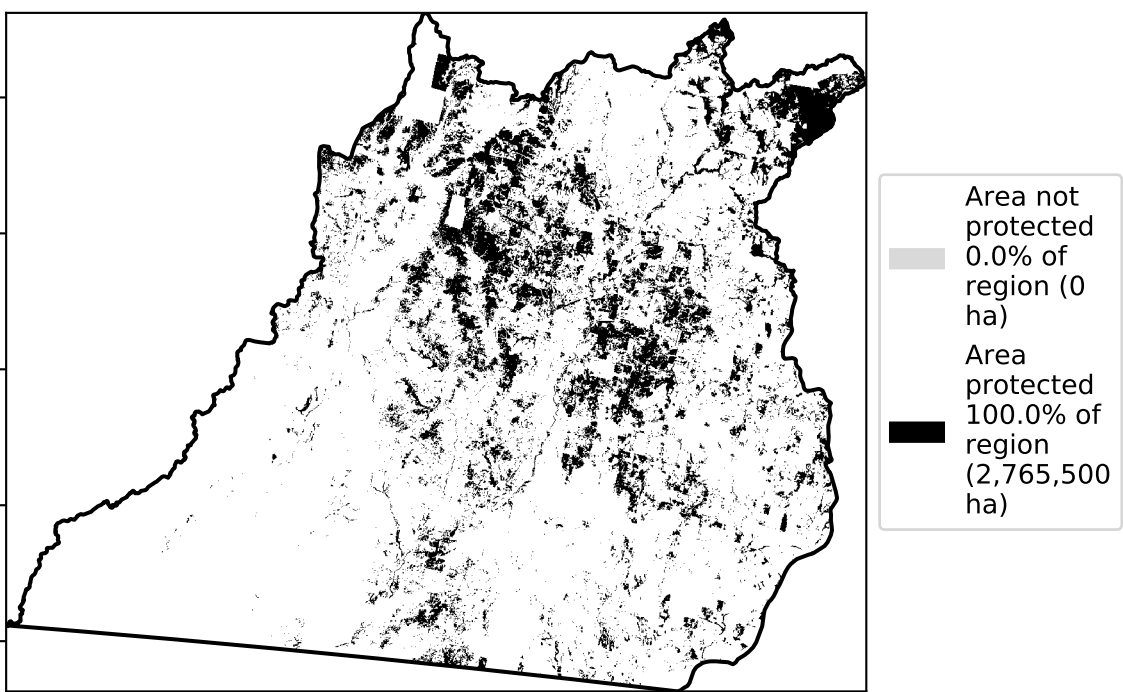 Area not
protected
0.0% of
region (0
ha)
Area
protected
100.0% of
region
(2,765,500
ha)